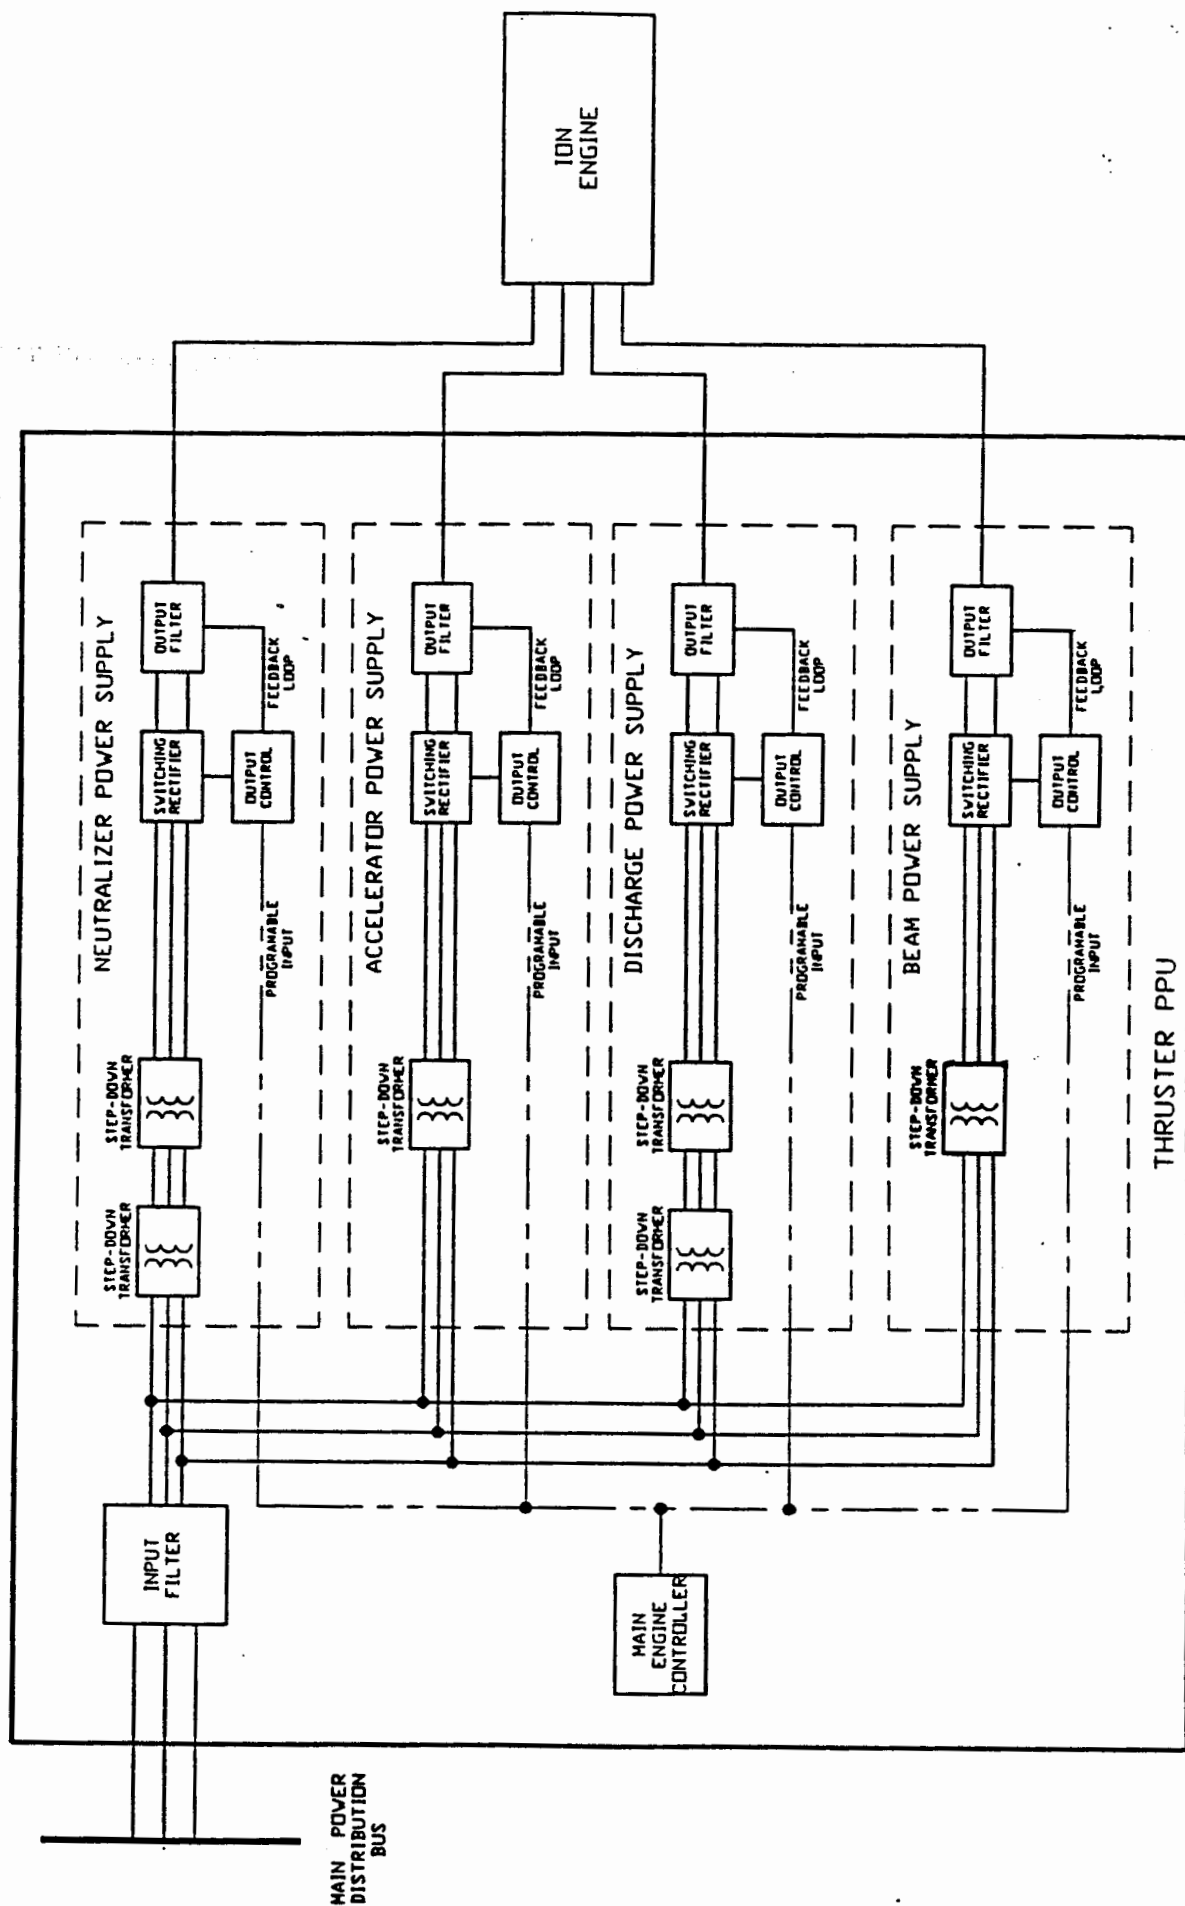 NEUTRALIZER POWER SUPPLY
STEP-DOWN
TRANSFORMER
STEP-DOWN
TRANSFORMER
SWITCHING
RECTIFIER
OUTPUT
FILTER
OUTPUT
CONTROL
FEEDBACK
LOOP
PROGRAMABLE
INPUT
ACCELERATOR POWER SUPPLY
STEP-DOWN
TRANSFORMER
SWITCHING
RECTIFIER
OUTPUT
FILTER
OUTPUT
CONTROL
FEEDBACK
LOOP
PROGRAMABLE
INPUT
DISCHARGE POWER SUPPLY
STEP-DOWN
TRANSFORMER
STEP-DOWN
TRANSFORMER
SWITCHING
RECTIFIER
OUTPUT
FILTER
OUTPUT
CONTROL
FEEDBACK
LOOP
PROGRAMABLE
INPUT
BEAM POWER SUPPLY
STEP-DOWN
TRANSFORMER
SWITCHING
RECTIFIER
OUTPUT
FILTER
OUTPUT
CONTROL
FEEDBACK
LOOP
PROGRAMABLE
INPUT
INPUT
FILTER
MAIN POWER
DISTRIBUTION
BUS
MAIN
ENGINE
CONTROLLER
ION
ENGINE
THRUSTER PPU